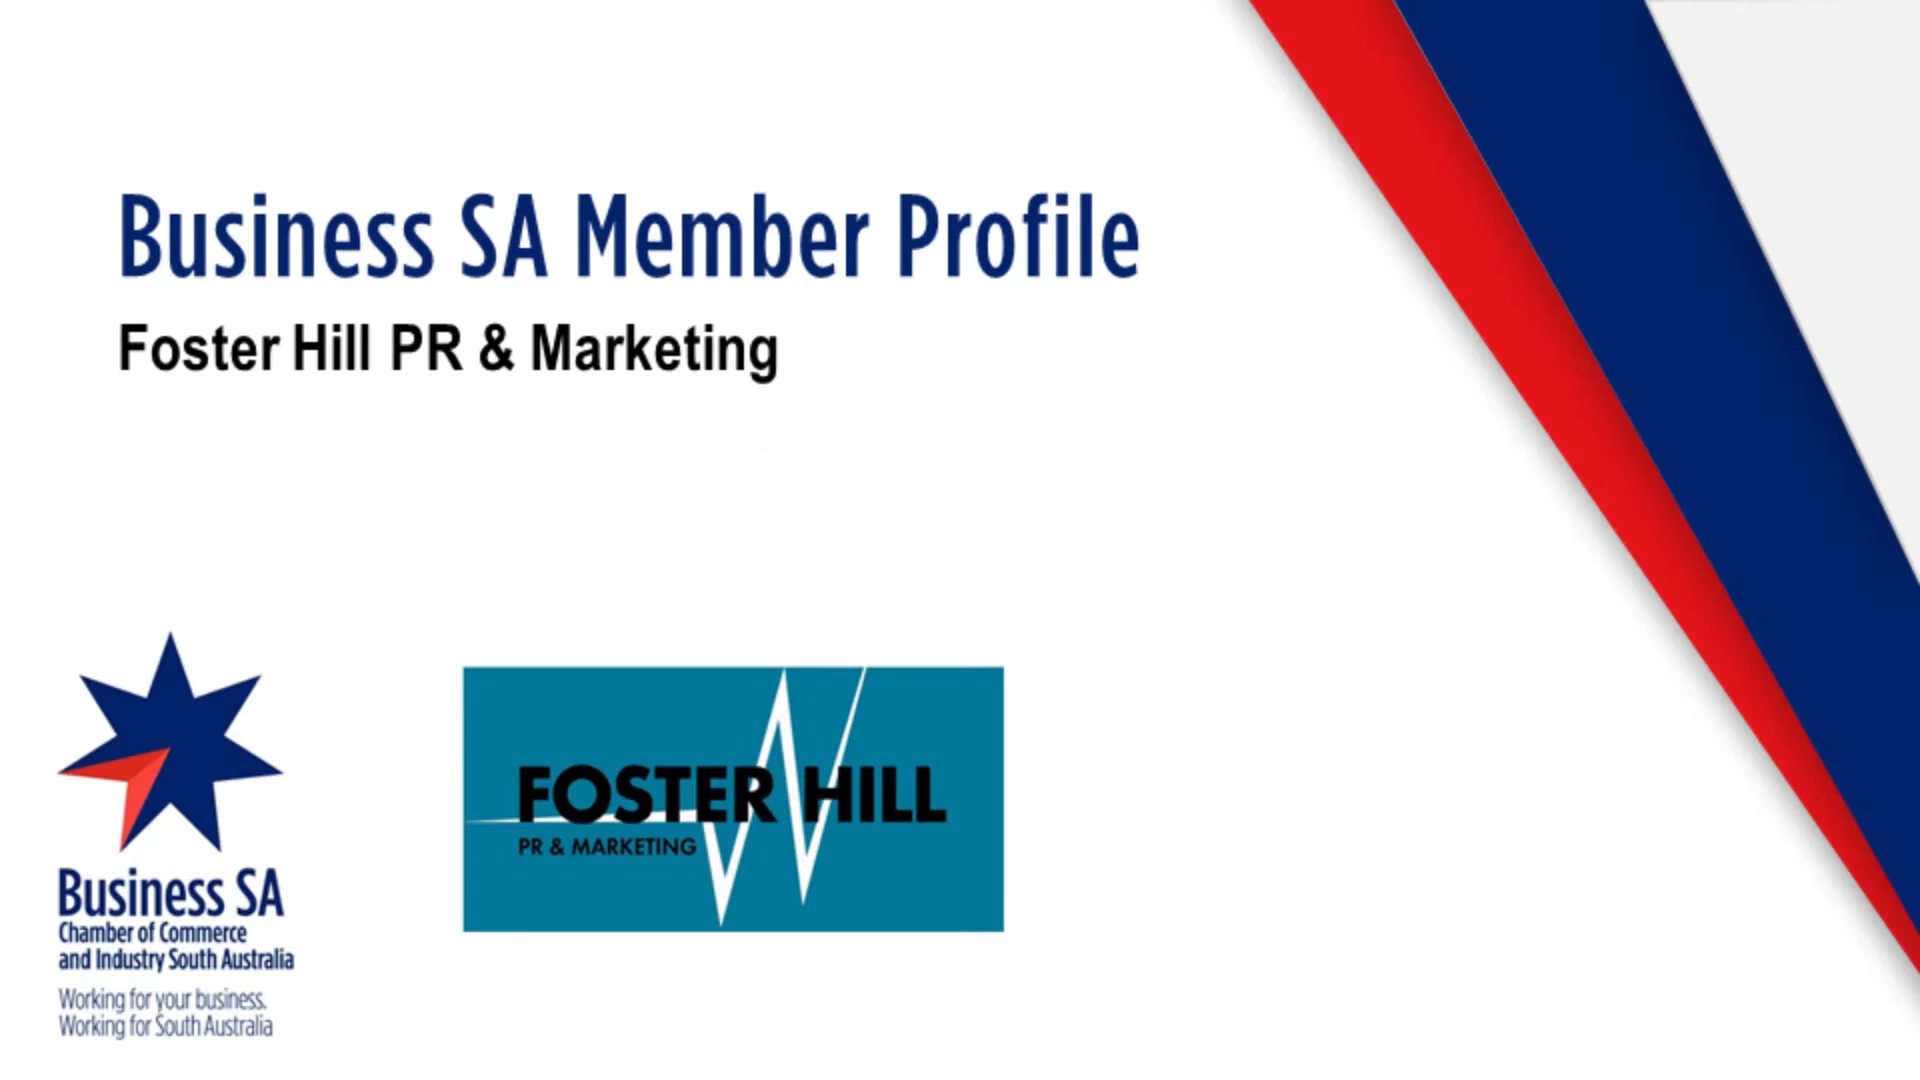 Business SA Member Profile
Foster Hill PR & Marketing
Business SA
Chamber of Commerce
and Industry South Australia
Working for your business.
Working for South Australia
FOSTER HILL
PR & MARKETING